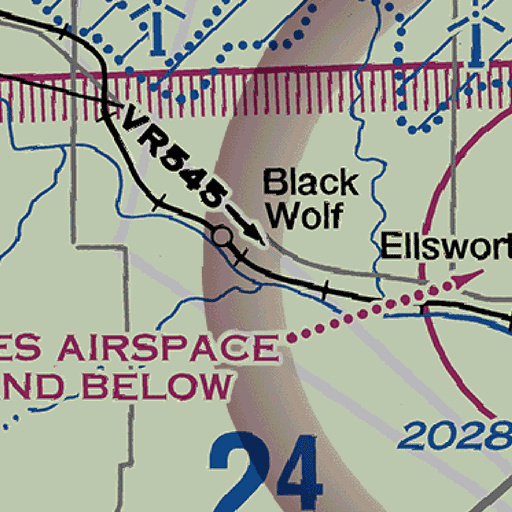 VR545
Black
Wolf
Ellswort
ES AIRSPACE
ND BELOW
2028
24